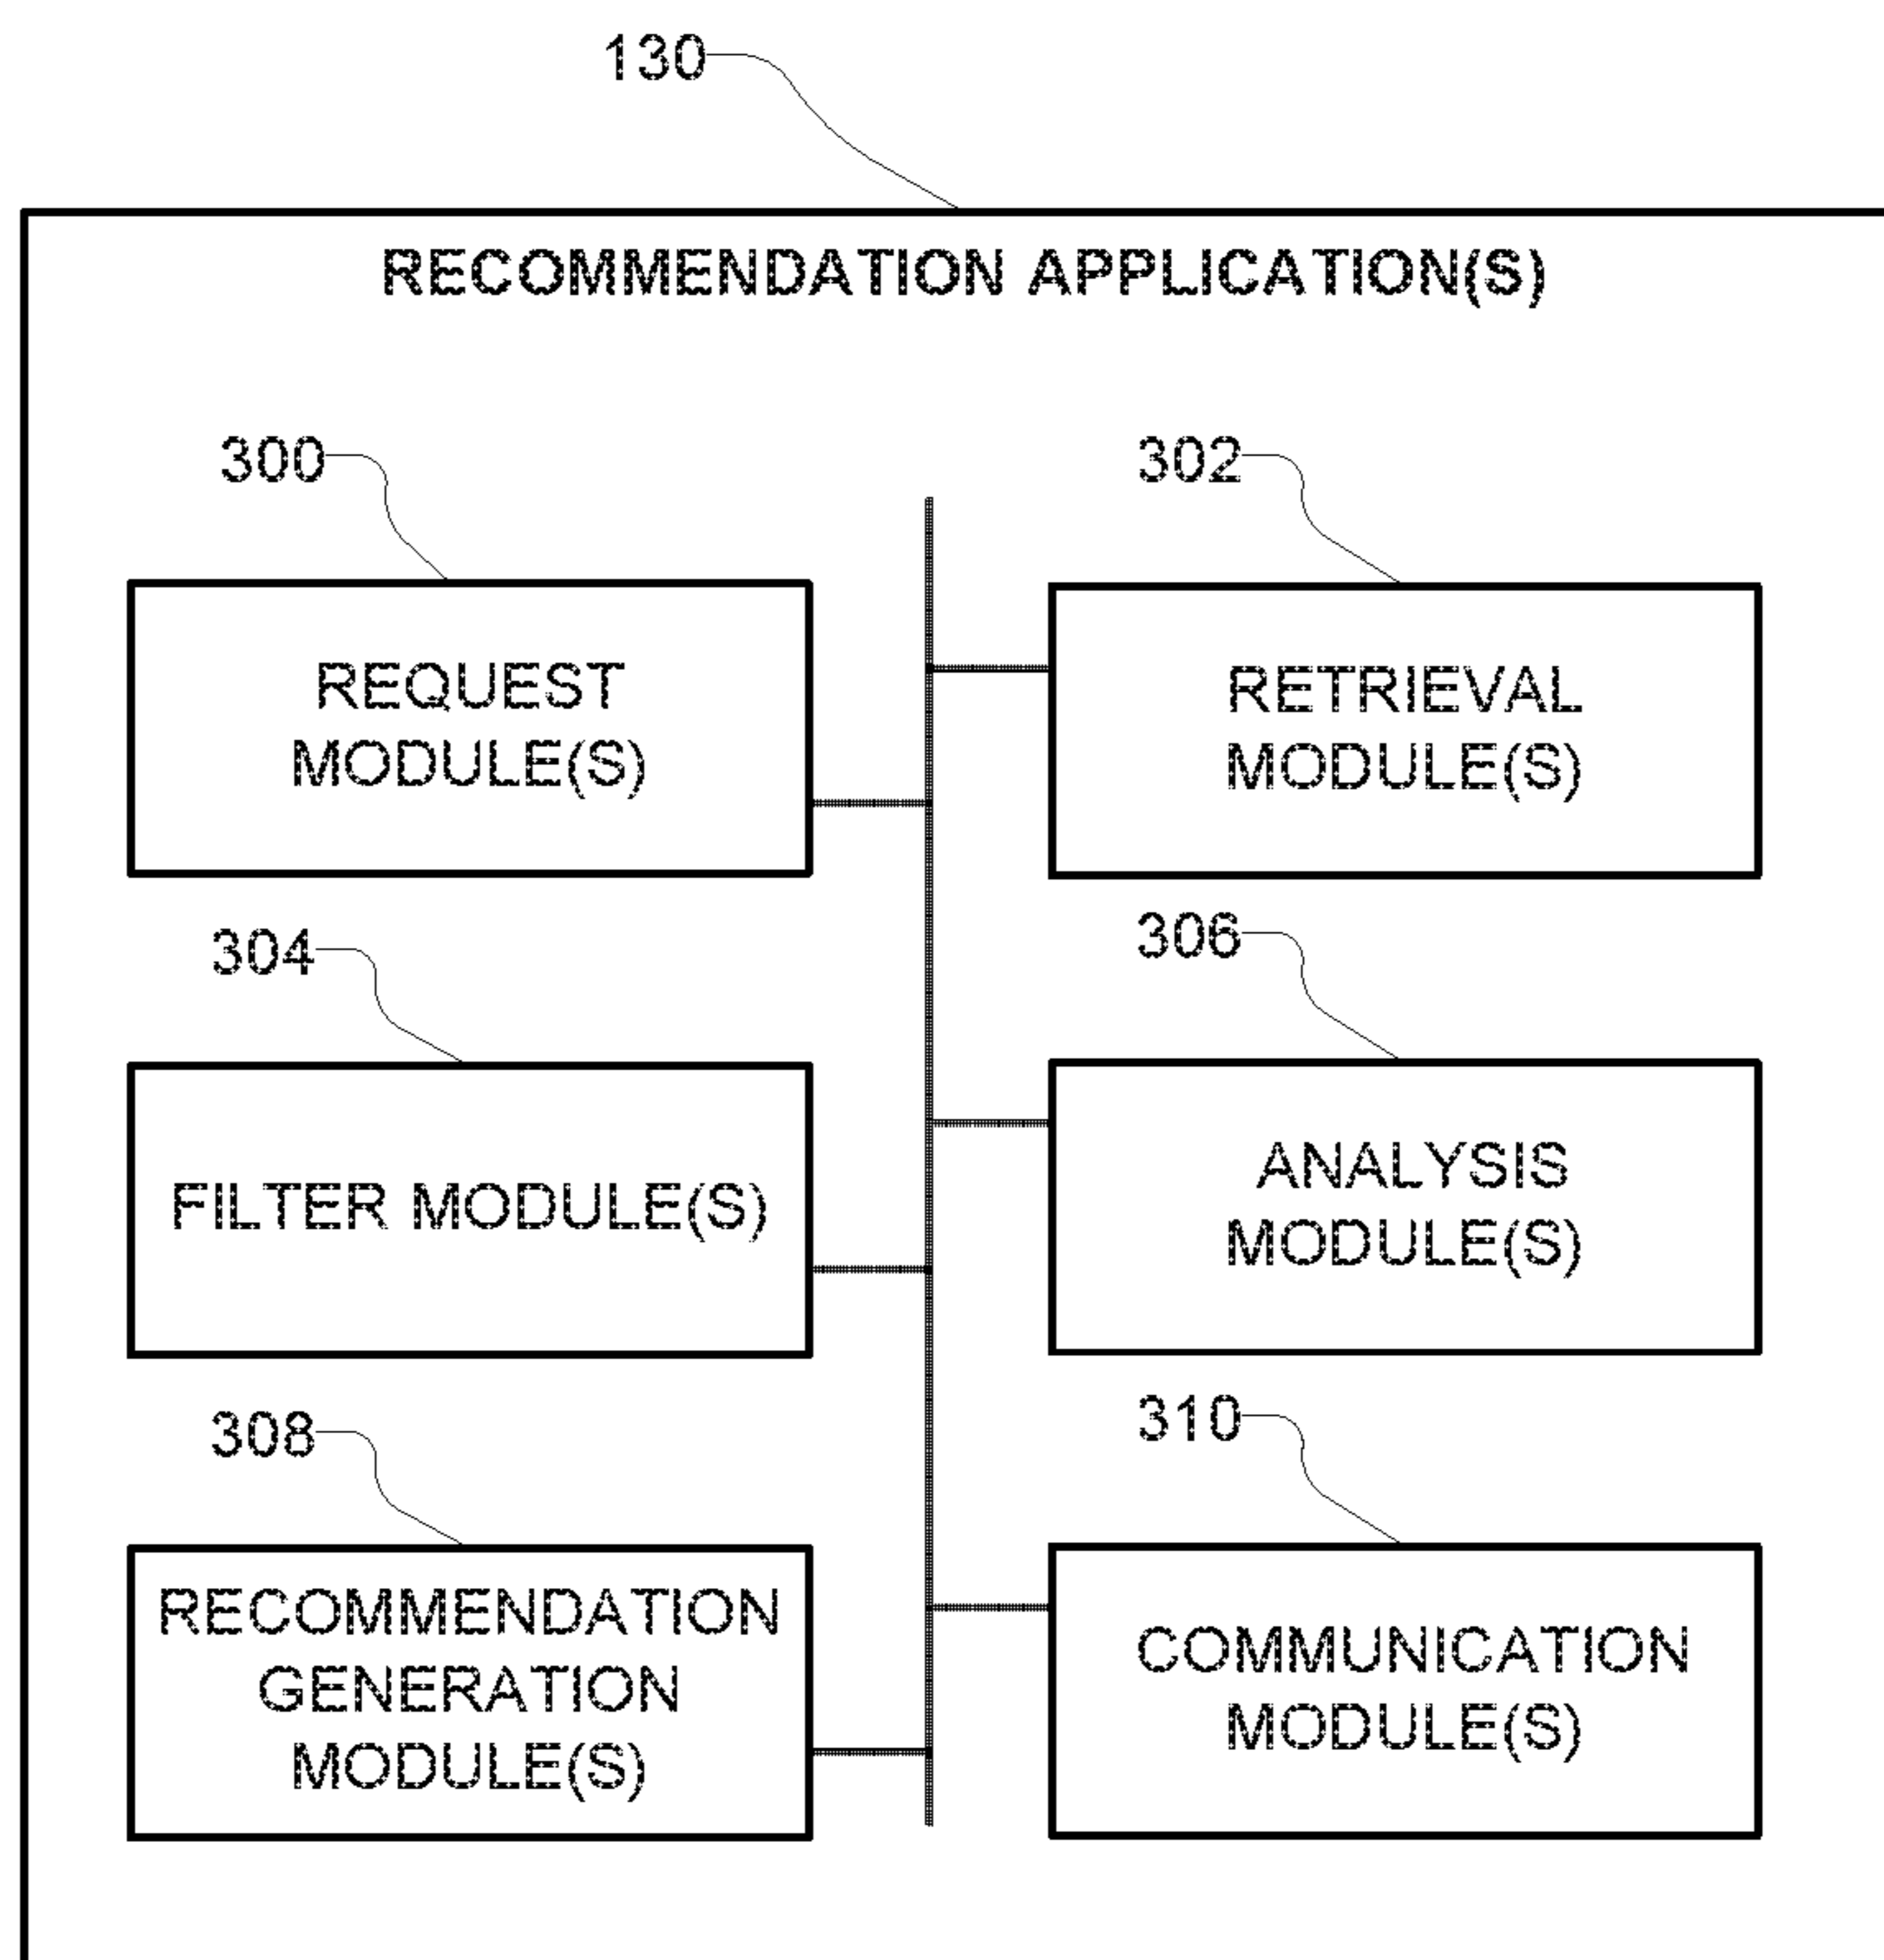 130
RECOMMENDATION APPLICATION(S)
300
302
REQUEST
MODULE(S)
RETRIEVAL
MODULE(S)
304
306
FILTER MODULE(S)
ANALYSIS
MODULE(S)
308
310
RECOMMENDATION
GENERATION
MODULE(S)
COMMUNICATION
MODULE(S)